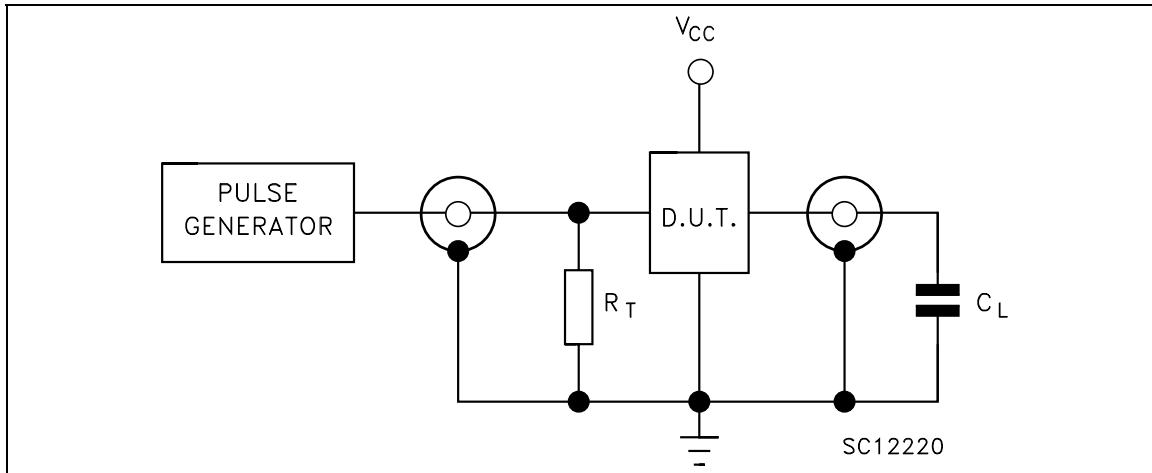 VCC
PULSE
GENERATOR
D.U.T.
RT
CL
SC12220